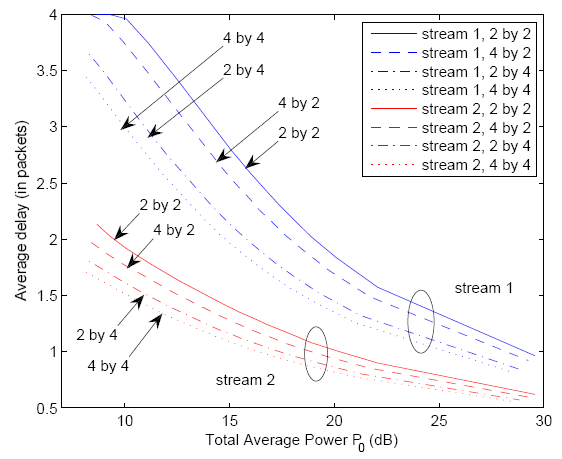 4
3.5
3
2.5
2
1.5
1
0.5
10
15
20
25
30
Average delay (in packets)
Total Average Power P0 (dB)
stream 1, 2 by 2
stream 1, 4 by 2
stream 1, 2 by 4
stream 1, 4 by 4
stream 2, 2 by 2
stream 2, 4 by 2
stream 2, 2 by 4
stream 2, 4 by 4
4 by 4
2 by 4
4 by 2
2 by 2
2 by 2
4 by 2
2 by 4
4 by 4
stream 1
stream 2